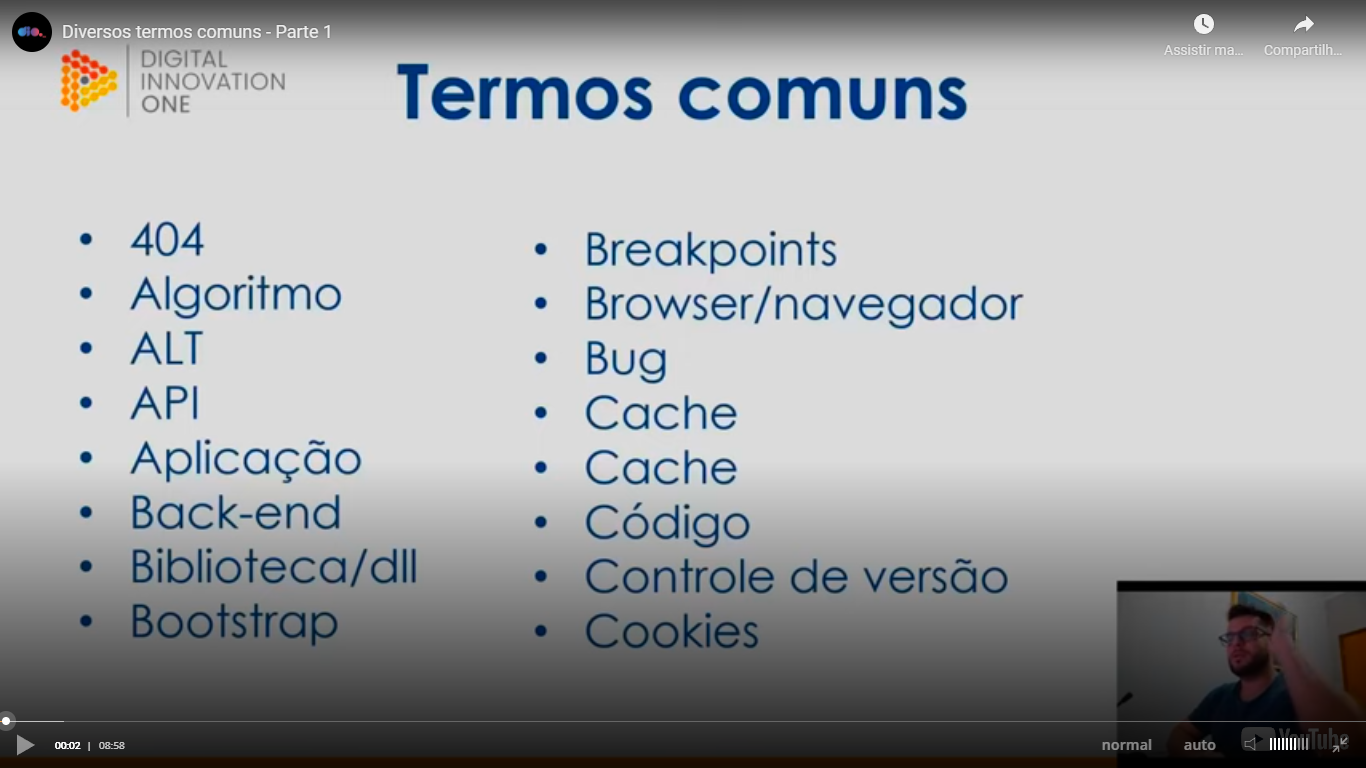 Diversos termos comuns - Parte 1
Assistir ma...
Compartilh...
DIGITAL
INNOVATION
ONE
Termos comuns
• 404
• Algoritmo
• ALT
• API
• Aplicação
• Back-end
• Biblioteca/dll
• Bootstrap
• Breakpoints
• Browser/navegador
• Bug
• Cache
• Cache
• Código
• Controle de versão
• Cookies
00:02 | 08:58
normal
auto
YouTube